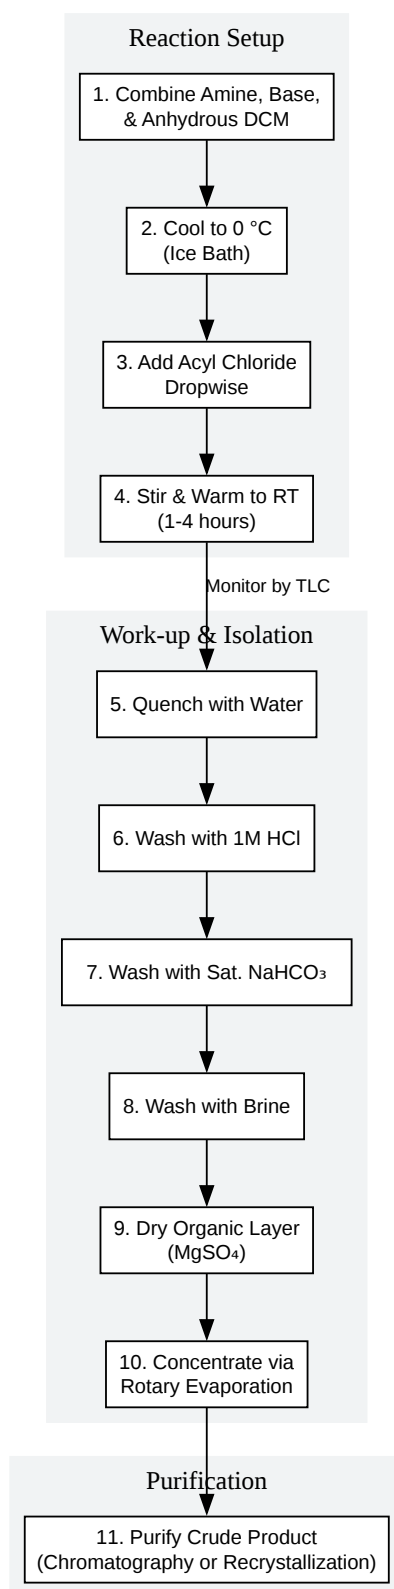 Reaction Setup
1. Combine Amine, Base,
& Anhydrous DCM
2. Cool to 0 °C
(Ice Bath)
3. Add Acyl Chloride
Dropwise
4. Stir & Warm to RT
(1-4 hours)
Monitor by TLC
Work-up & Isolation
5. Quench with Water
6. Wash with 1M HCl
7. Wash with Sat. NaHCO₃
8. Wash with Brine
9. Dry Organic Layer
(MgSO₄)
10. Concentrate via
Rotary Evaporation
Purification
11. Purify Crude Product
(Chromatography or Recrystallization)